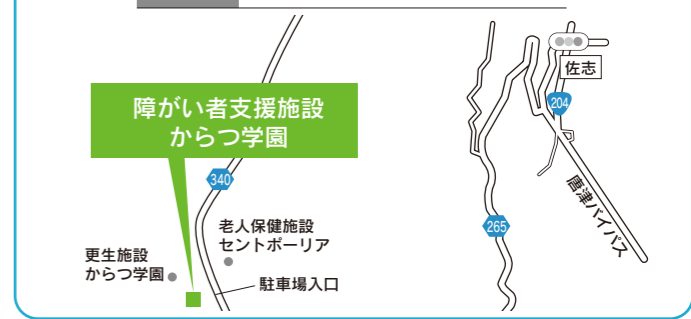 障がい者支援施設
からつ学園
340
老人保健施設
セントポーリア
更生施設
からつ学園
駐車場入口
佐志
204
265
唐津バイパス